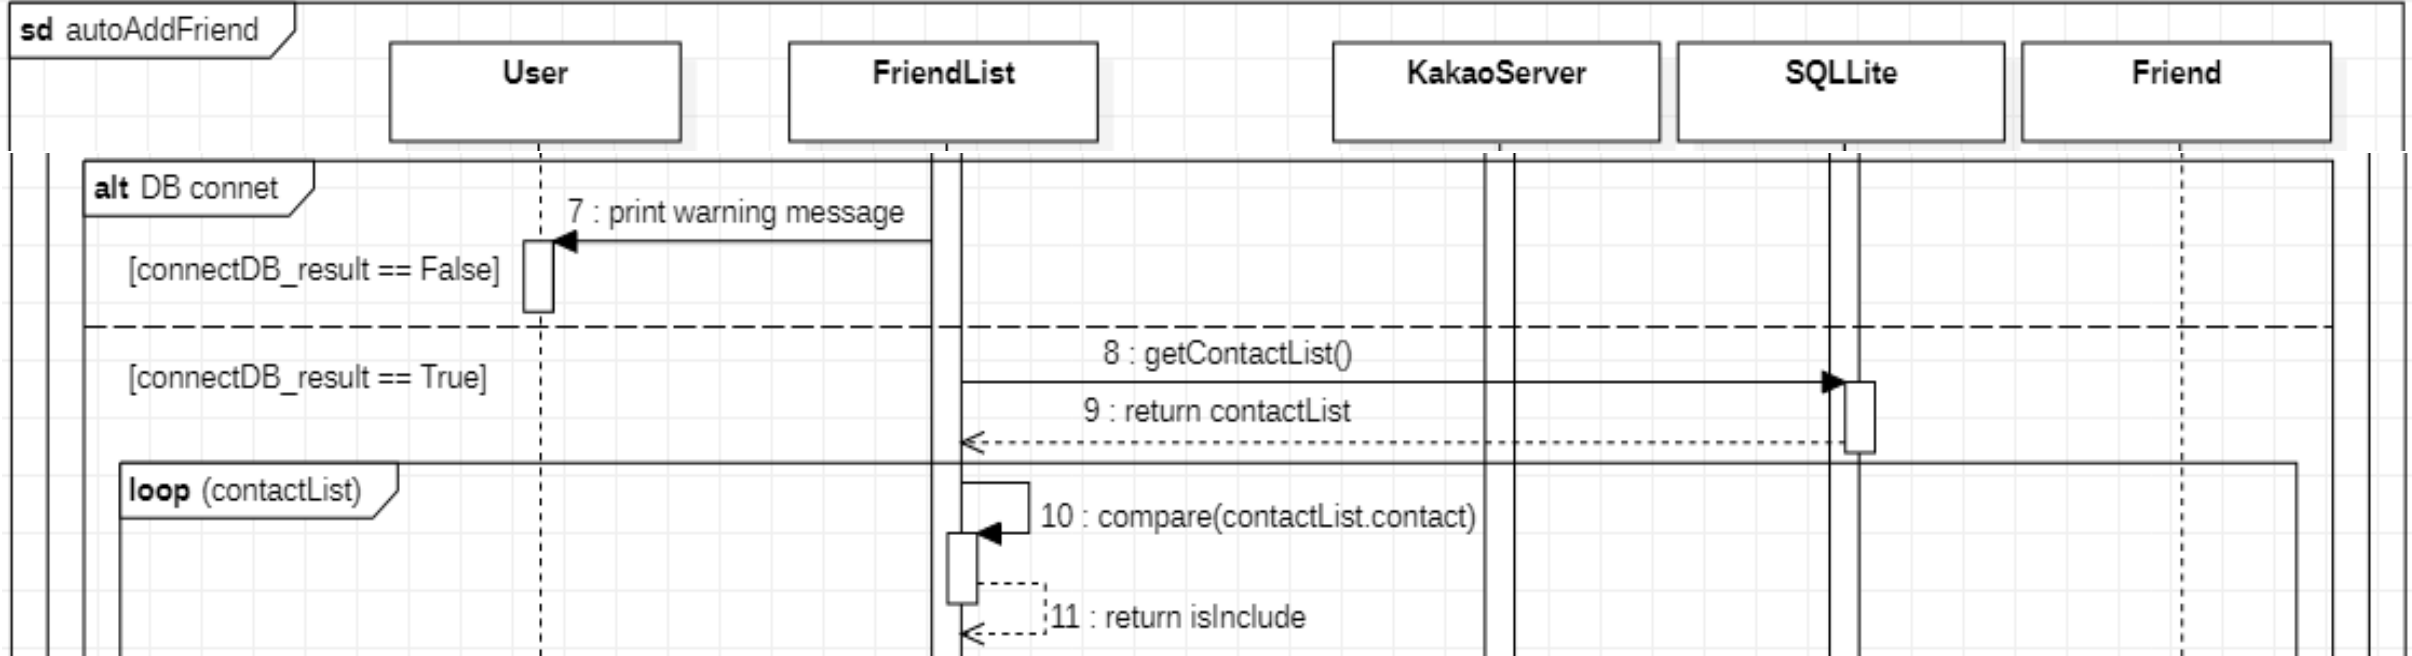 sd autoAddFriend
User
FriendList
KakaoServer
SQLLite
Friend
alt DB connet
7 : print warning message
[connectDB_result == False]
8 : getContactList()
[connectDB_result == True]
9 : return contactList
loop (contactList)
10 : compare(contactList.contact)
11 : return isInclude